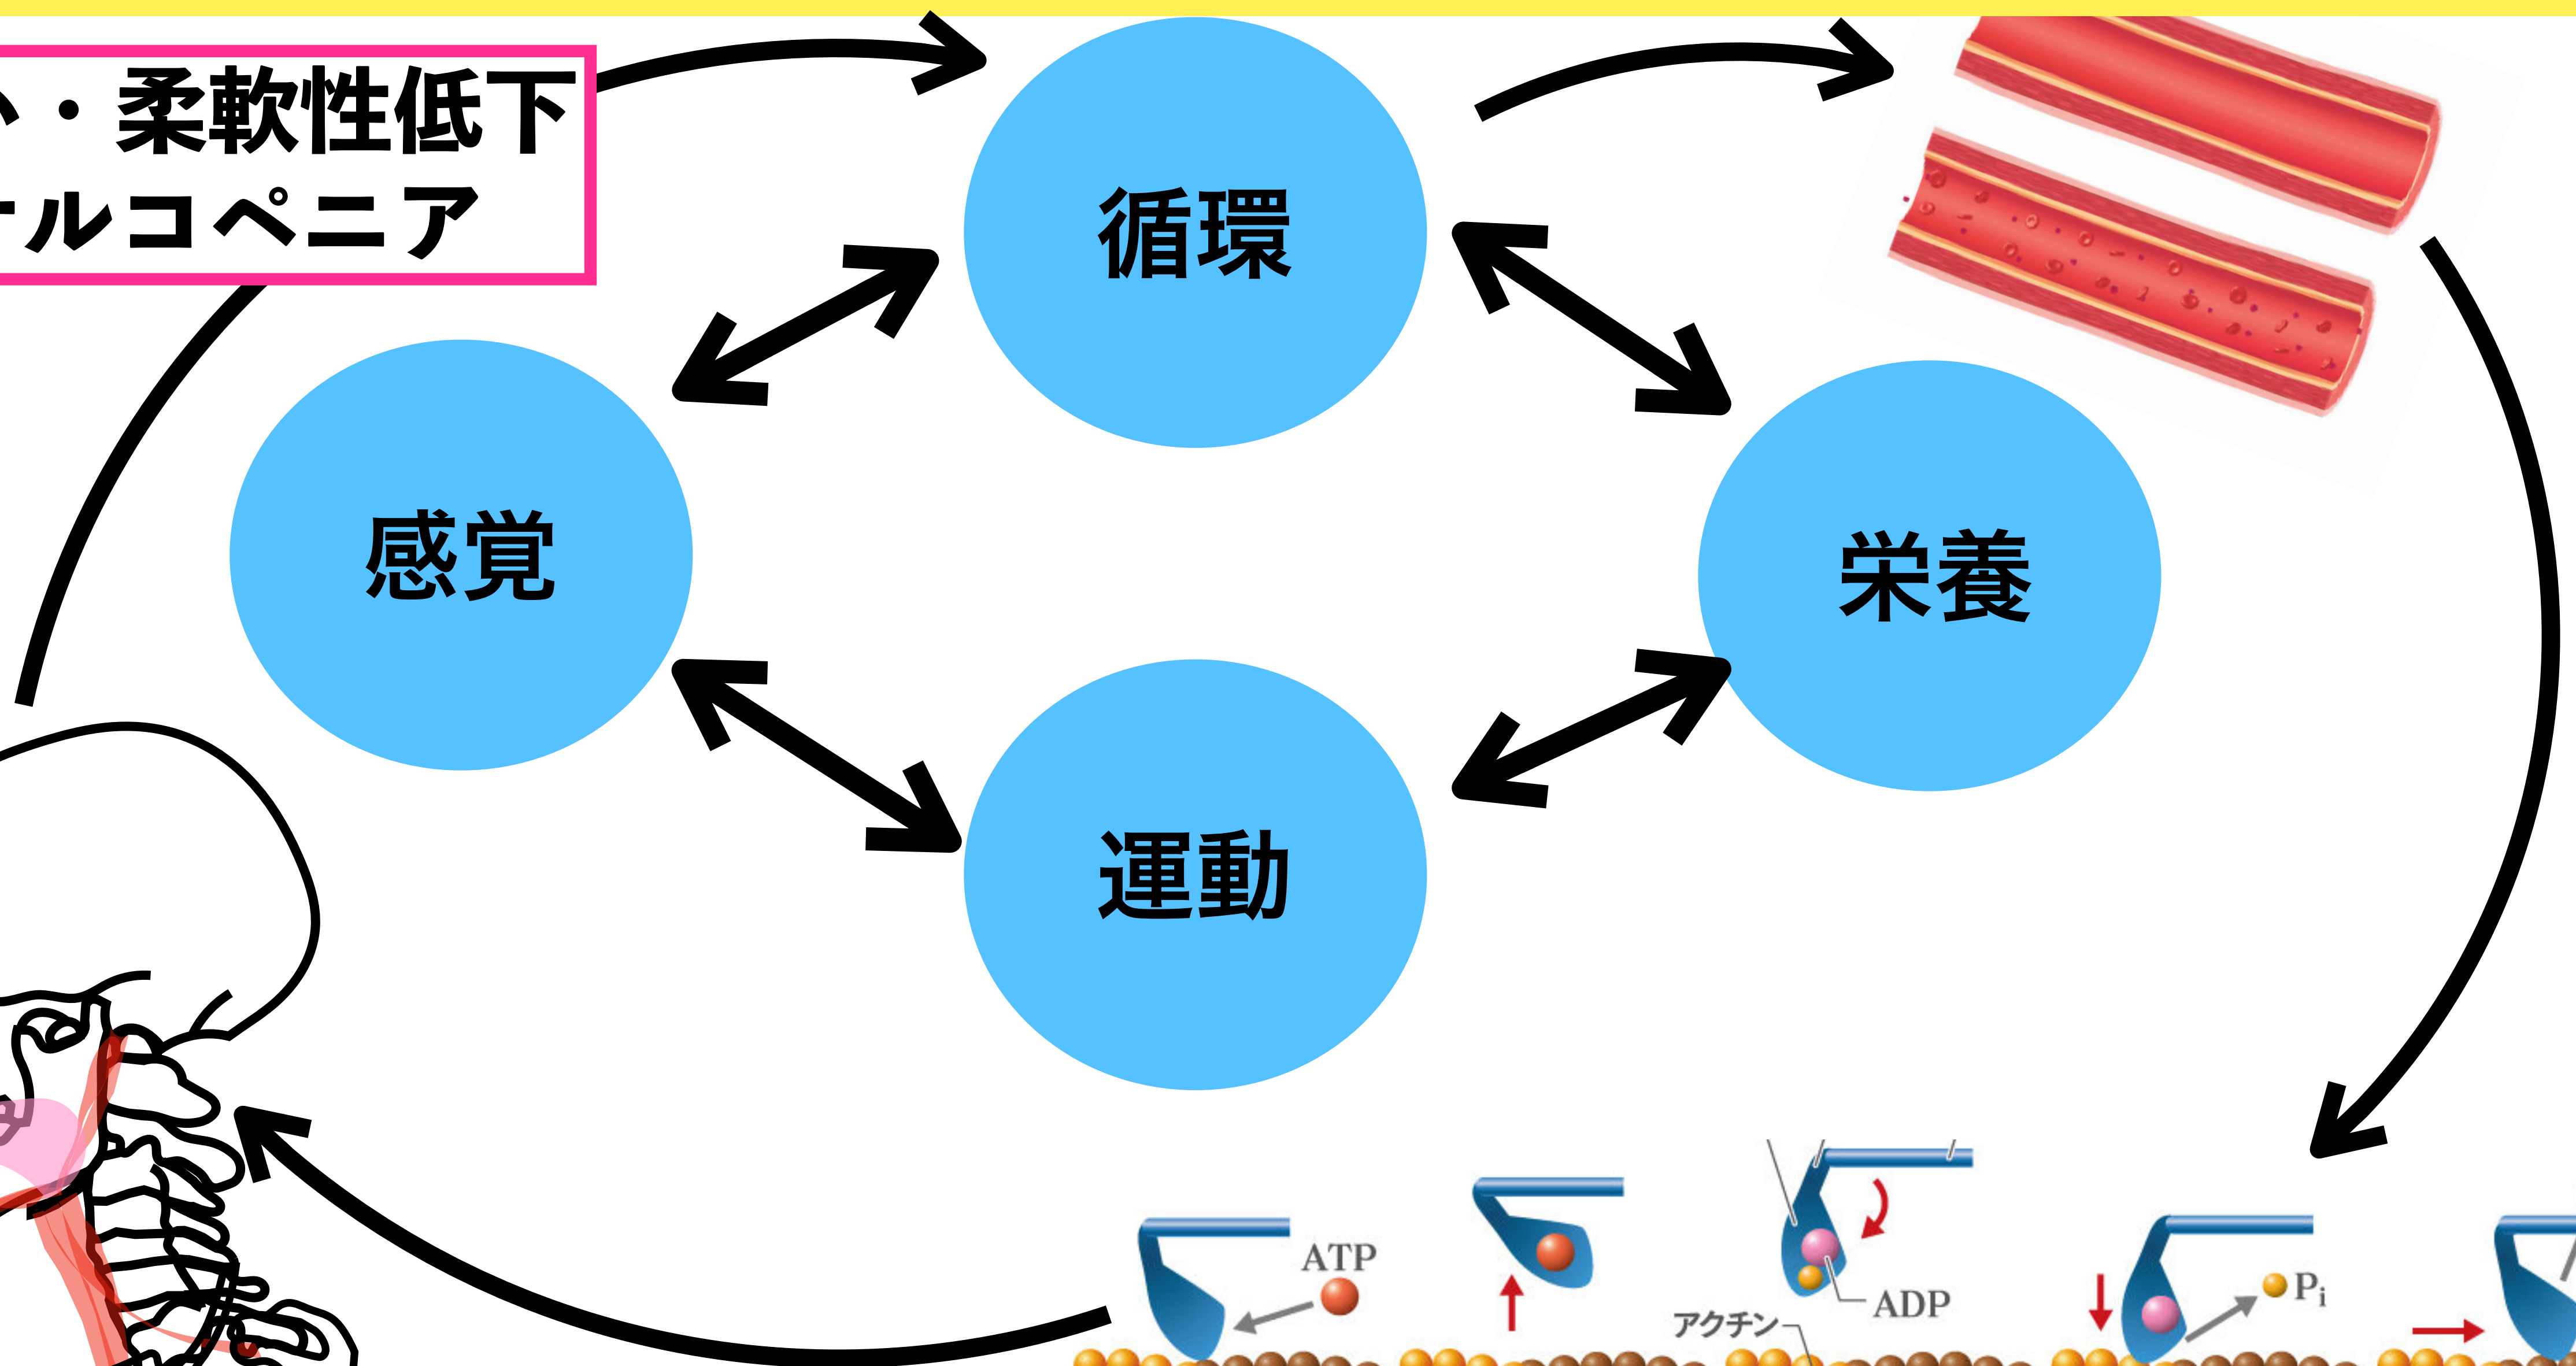 ・柔軟性低下
ルコペニア
循環
感覚
栄養
運動
ATP
ADP
Pi
アクチン